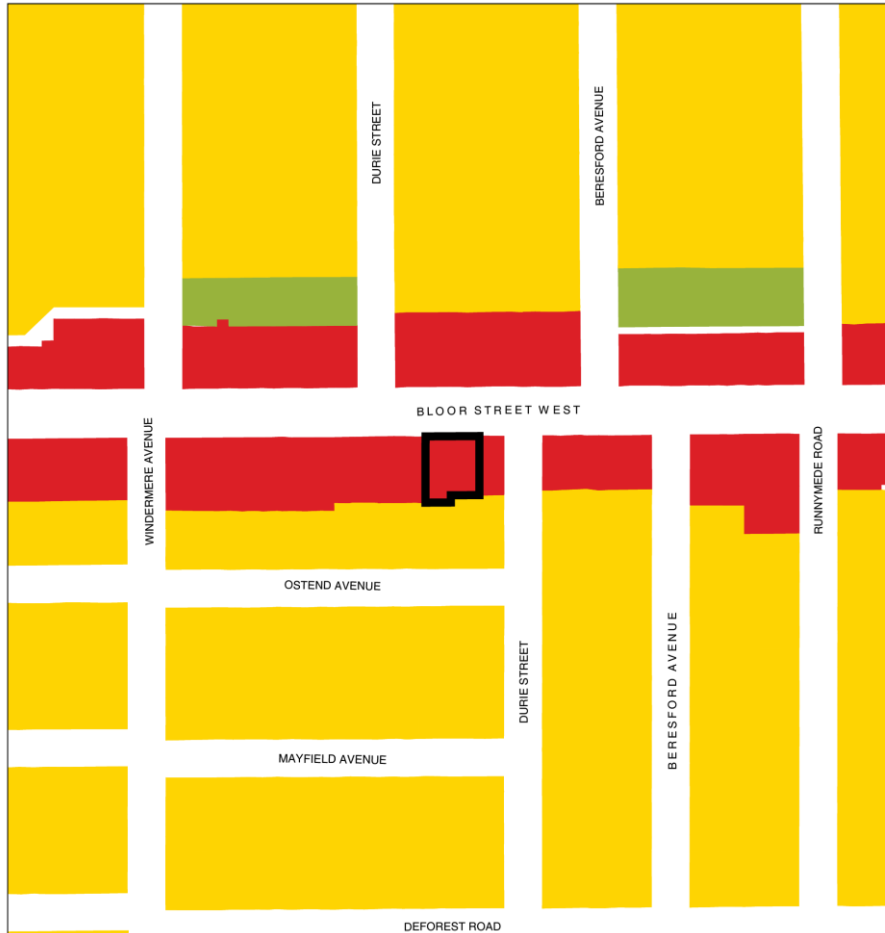 DURIE STREET
BERESFORD AVENUE
BLOOR STREET WEST
WINDERMERE AVENUE
RUNNYMEDE ROAD
OSTEND AVENUE
DURIE STREET
BERESFORD AVENUE
MAYFIELD AVENUE
DEFOREST ROAD